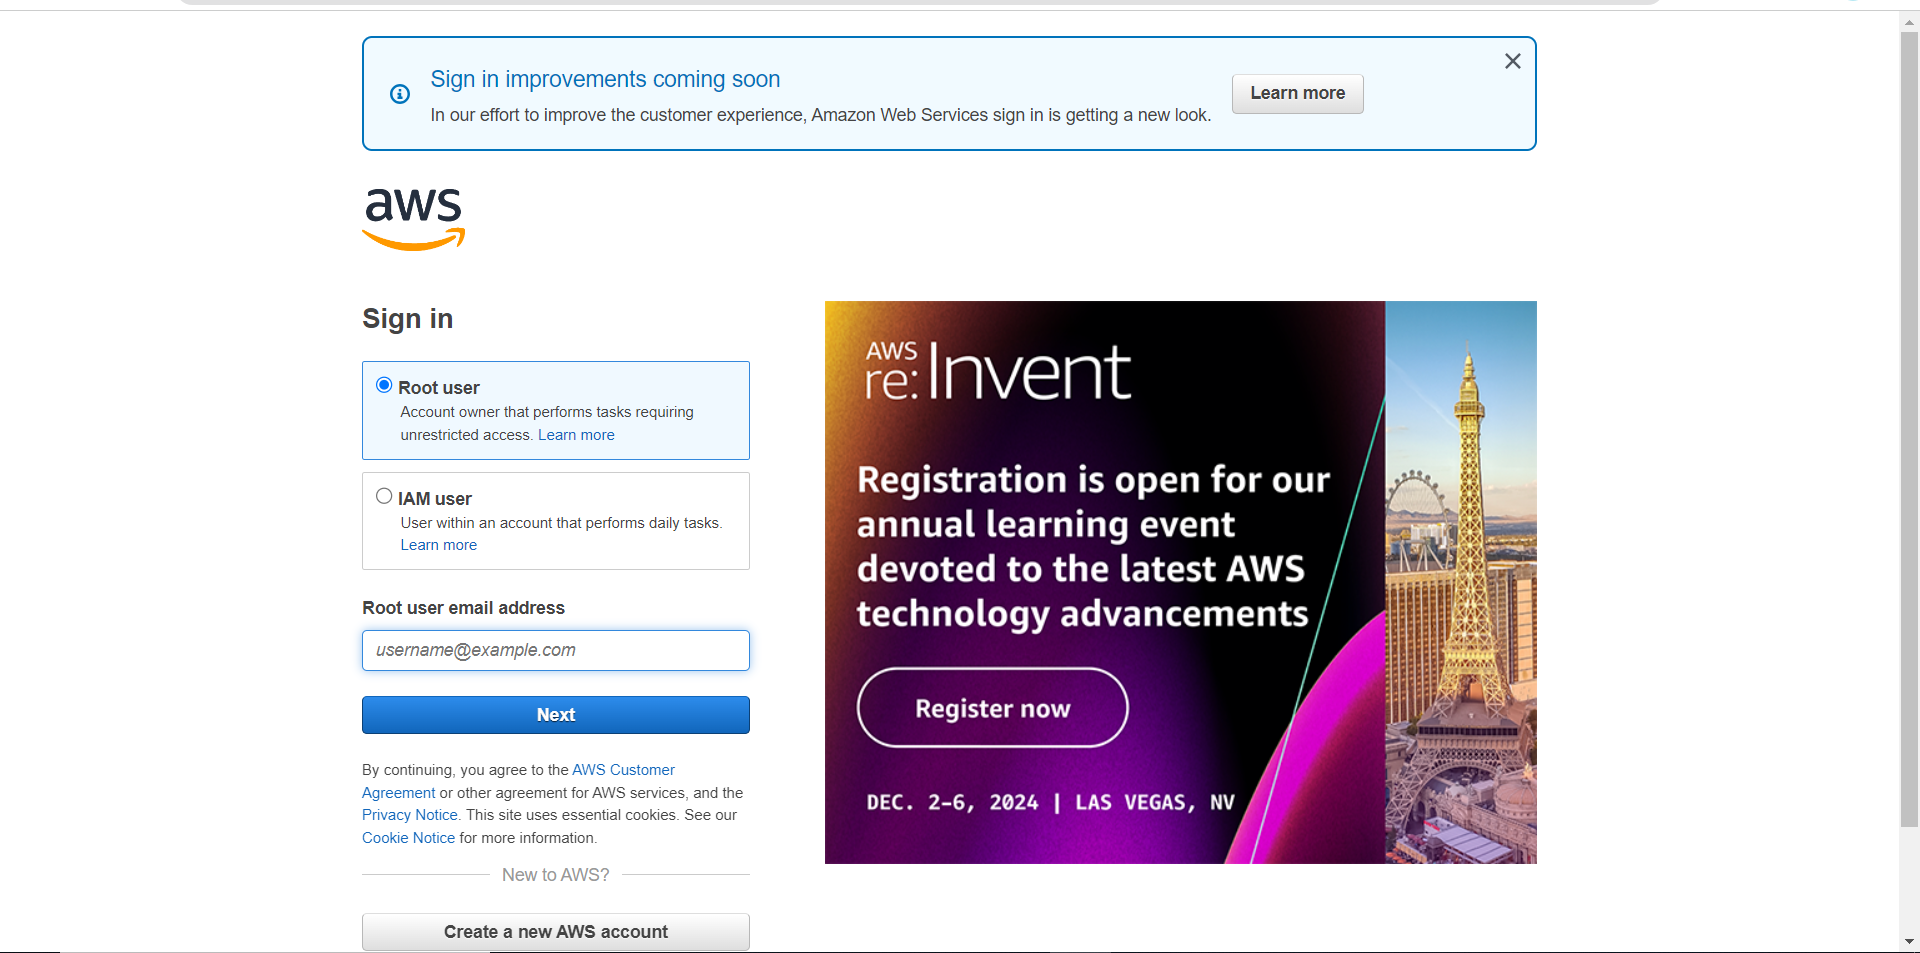 Sign in improvements coming soon
In our effort to improve the customer experience, Amazon Web Services sign in is getting a new look.
Learn more
aws
Sign in
Root user
Account owner that performs tasks requiring
unrestricted access. Learn more
IAM user
User within an account that performs daily tasks.
Learn more
Root user email address
username@example.com
Next
By continuing, you agree to the AWS Customer
Agreement or other agreement for AWS services, and the
Privacy Notice. This site uses essential cookies. See our
Cookie Notice for more information.
New to AWS?
Create a new AWS account
AWS
re:Invent
Registration is open for our
annual learning event
devoted to the latest AWS
technology advancements
Register now
DEC. 2–6, 2024 | LAS VEGAS, NV